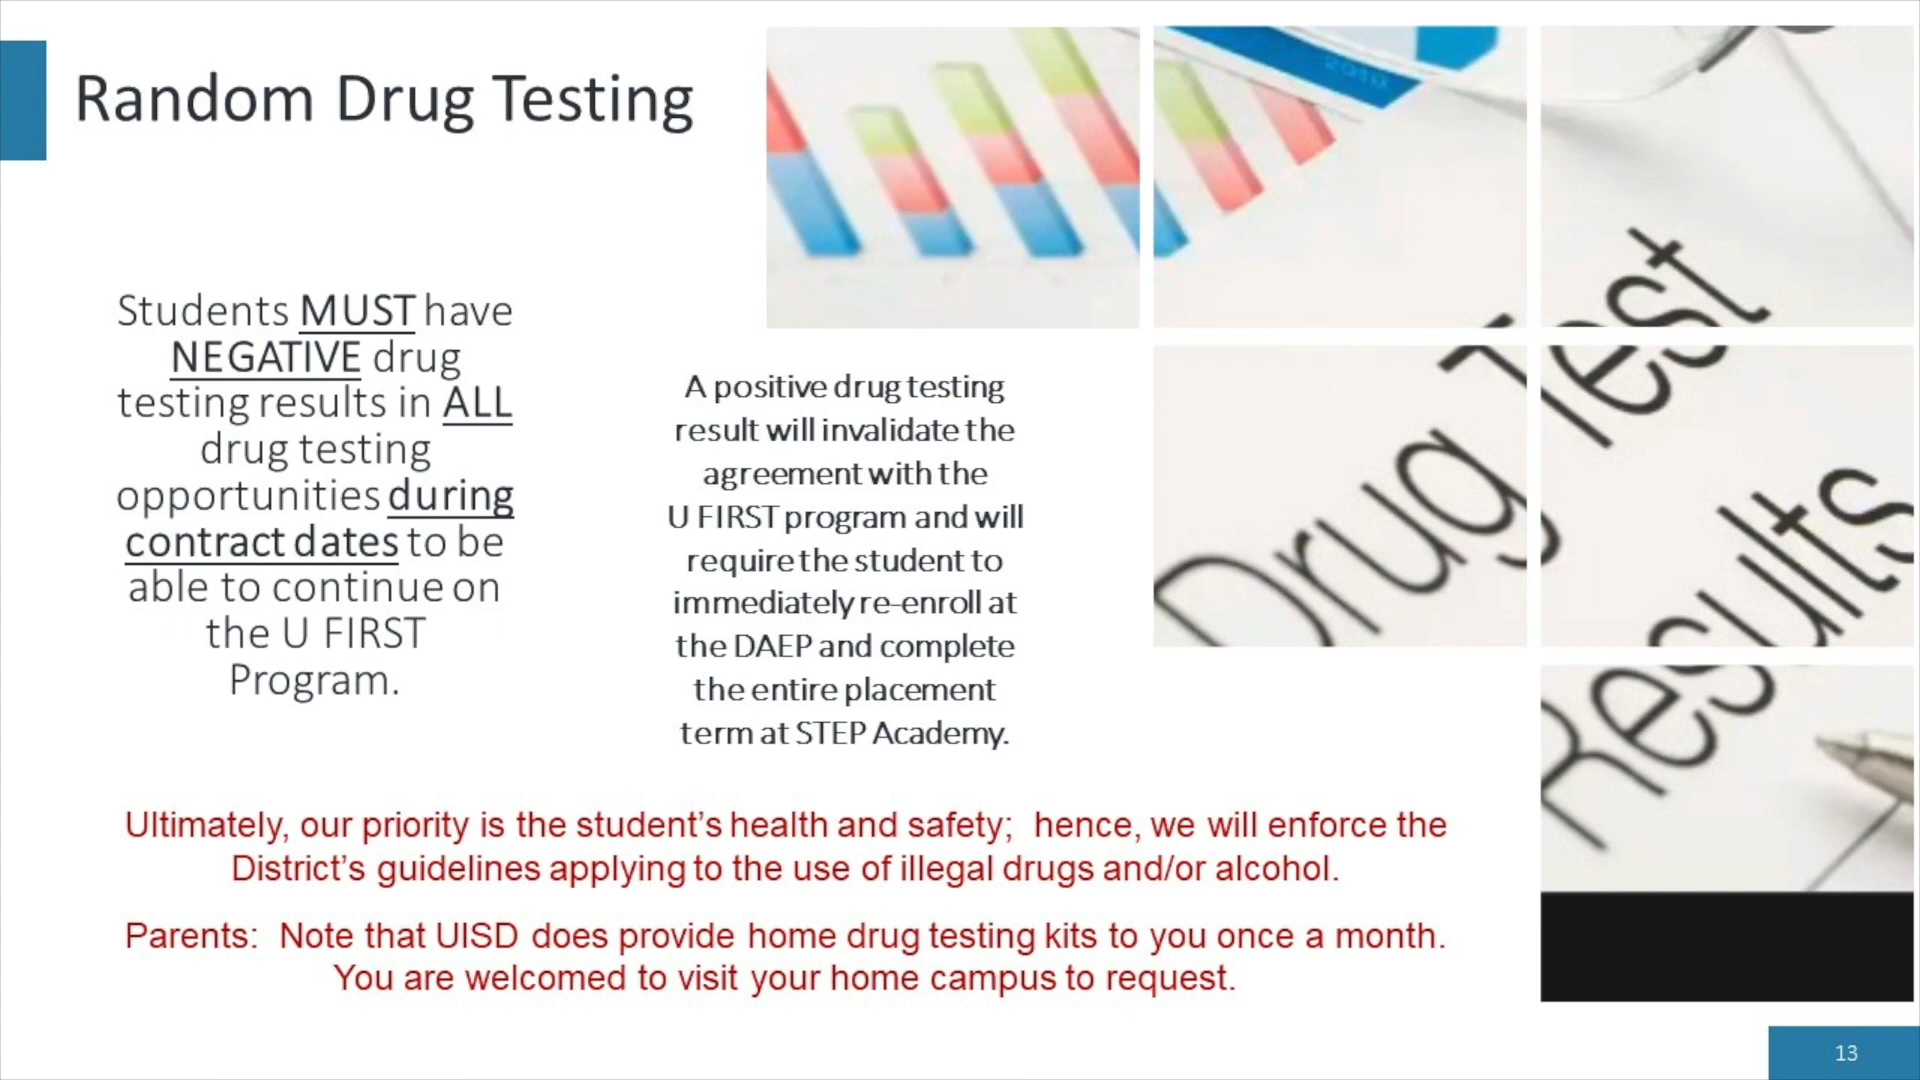 Random Drug Testing
2010
Students MUST have
NEGATIVE drug
testing results in ALL
drug testing
opportunities during
contract dates to be
able to continue on
the U FIRST
Program.
A positive drug testing
result will invalidate the
agreement with the
U FIRST program and will
require the student to
immediately re-enroll at
the DAEP and complete
the entire placement
term at STEP Academy.
Drug Test
Results
Ultimately, our priority is the student’s health and safety;  hence, we will enforce the
District’s guidelines applying to the use of illegal drugs and/or alcohol.
Parents:  Note that UISD does provide home drug testing kits to you once a month.
You are welcomed to visit your home campus to request.
13